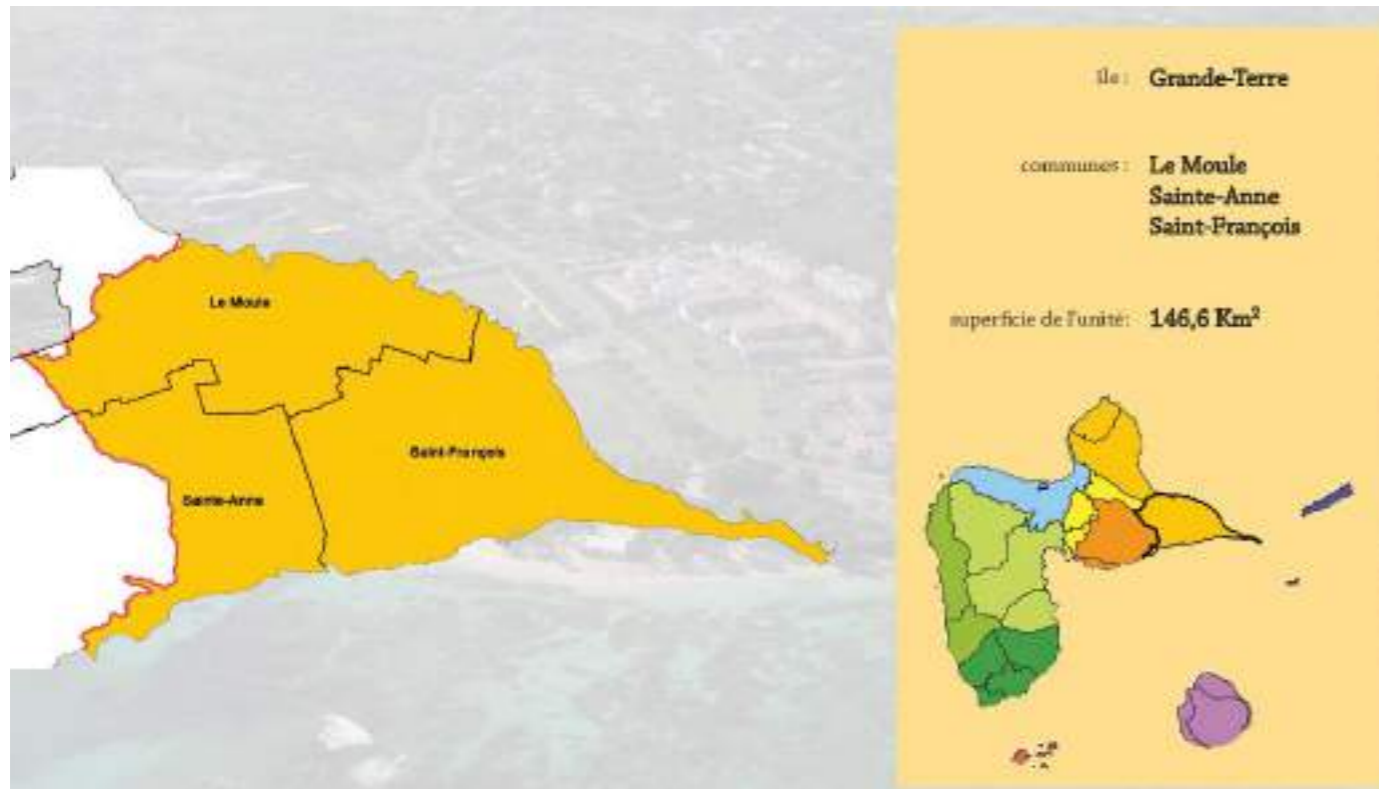 Le Moule
Saint-François
Sainte-Anne
île : Grande-Terre
communes : Le Moule
Sainte-Anne
Saint-François
superficie de l'unité: 146,6 Km²